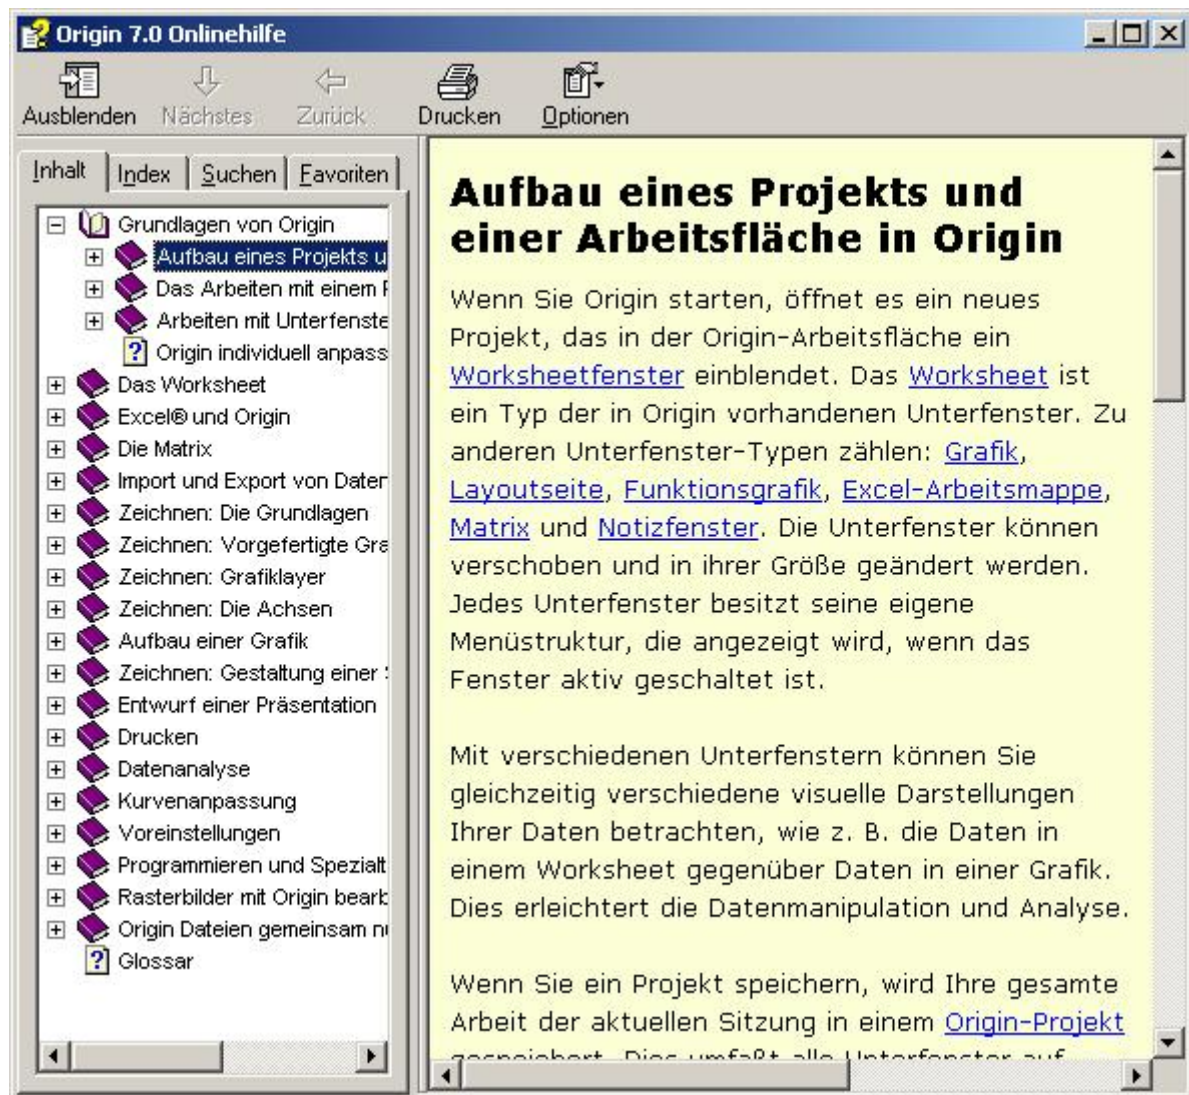 Origin 7.0 Onlinehilfe
Ausblenden Nächstes Zurück Drucken Optionen
Inhalt Index Suchen Favoriten
Grundlagen von Origin
Aufbau eines Projekts u
Das Arbeiten mit einem
Arbeiten mit Unterfenste
Origin individuell anpass
Das Worksheet
Excel® und Origin
Die Matrix
Import und Export von Daten
Zeichnen: Die Grundlagen
Zeichnen: Vorgefertigte Gra
Zeichnen: Grafiklayer
Zeichnen: Die Achsen
Aufbau einer Grafik
Zeichnen: Gestaltung einer
Entwurf einer Präsentation
Drucken
Datenanalyse
Kurvenanpassung
Voreinstellungen
Programmieren und Spezialt
Rasterbilder mit Origin bearb
Origin Dateien gemeinsam n
Glossar
Aufbau eines Projekts und
einer Arbeitsfläche in Origin
Wenn Sie Origin starten, öffnet es ein neues
Projekt, das in der Origin-Arbeitsfläche ein
Worksheetfenster einblendet. Das Worksheet ist
ein Typ der in Origin vorhandenen Unterfenster. Zu
anderen Unterfenster-Typen zählen: Grafik,
Layoutseite, Funktionsgrafik, Excel-Arbeitsmappe,
Matrix und Notizfenster. Die Unterfenster können
verschoben und in ihrer Größe geändert werden.
Jedes Unterfenster besitzt seine eigene
Menüstruktur, die angezeigt wird, wenn das
Fenster aktiv geschaltet ist.
Mit verschiedenen Unterfenstern können Sie
gleichzeitig verschiedene visuelle Darstellungen
Ihrer Daten betrachten, wie z. B. die Daten in
einem Worksheet gegenüber Daten in einer Grafik.
Dies erleichtert die Datenmanipulation und Analyse.
Wenn Sie ein Projekt speichern, wird Ihre gesamte
Arbeit der aktuellen Sitzung in einem Origin-Projekt
gespeichert. Dies umfaßt alle Unterfenster auf